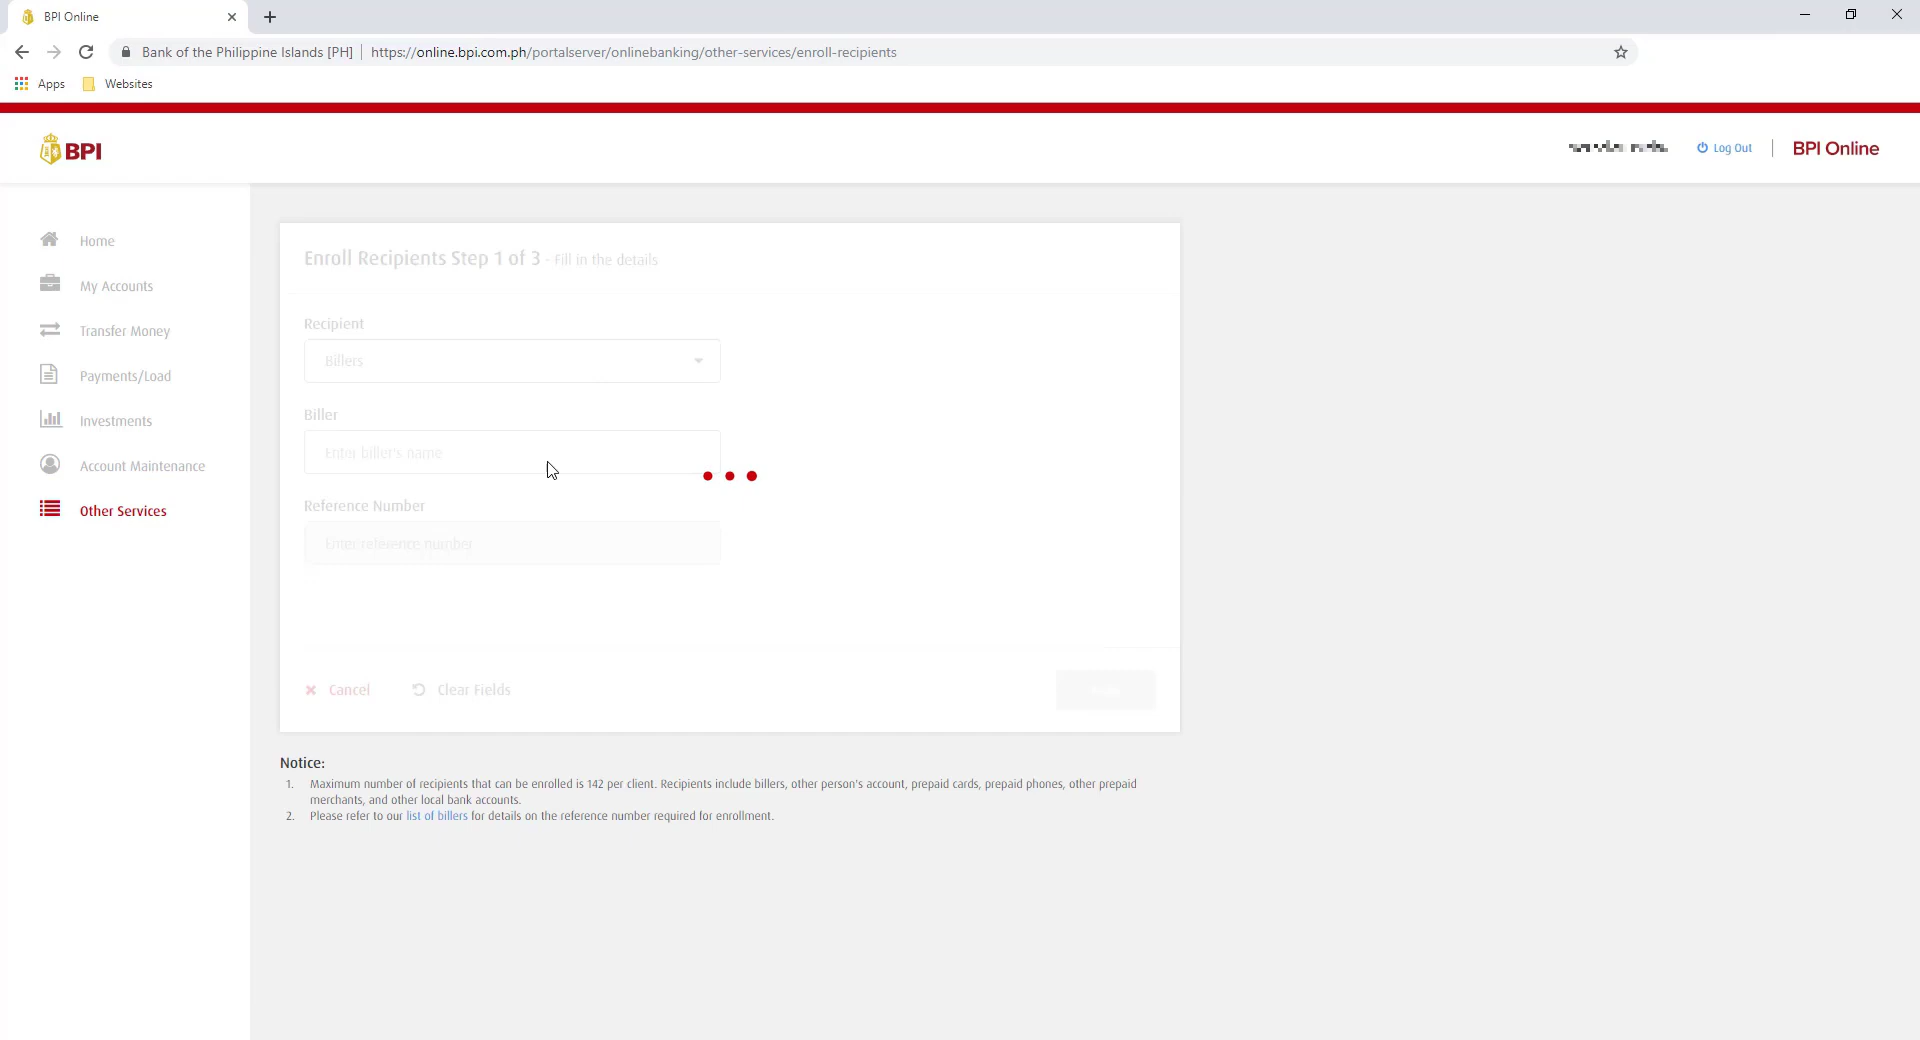 BPI Online
Bank of the Philippine Islands [PH] | https://online.bpi.com.ph/portalserver/onlinebanking/other-services/enroll-recipients
Apps Websites
BPI
Log Out | BPI Online
Home
My Accounts
Transfer Money
Payments/Load
Investments
Account Maintenance
Other Services
Enroll Recipients Step 1 of 3 - Fill in the details
Recipient
Billers
Biller
Enter biller's name
Reference Number
Enter reference number
Cancel Clear Fields
Notice:
1. Maximum number of recipients that can be enrolled is 142 per client. Recipients include billers, other person's account, prepaid cards, prepaid phones, other prepaid
merchants, and other local bank accounts.
2. Please refer to our list of billers for details on the reference number required for enrollment.